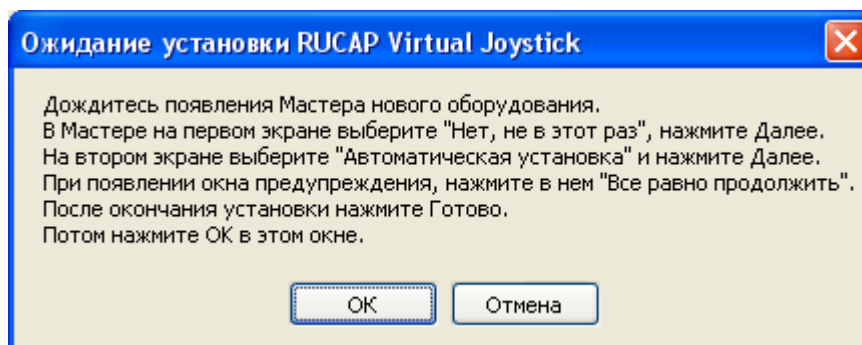 Ожидание установки RUCAP Virtual Joystick
Дождитесь появления Мастера нового оборудования.
В Мастере на первом экране выберите "Нет, не в этот раз", нажмите Далее.
На втором экране выберите "Автоматическая установка" и нажмите Далее.
При появлении окна предупреждения, нажмите в нем "Все равно продолжить".
После окончания установки нажмите Готово.
Потом нажмите ОК в этом окне.
ОК
Отмена